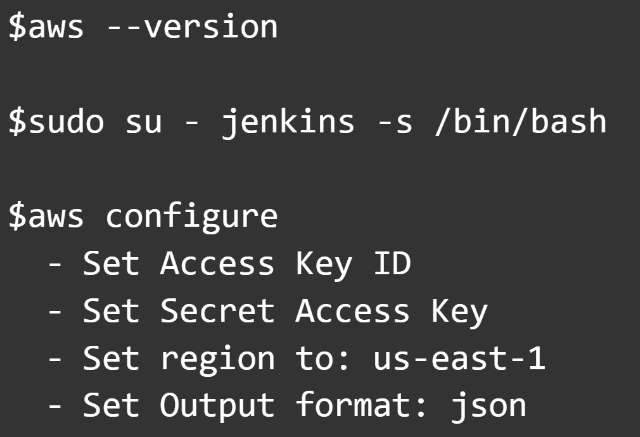 $aws --version
$sudo su - jenkins -s /bin/bash
$aws configure
- Set Access Key ID
- Set Secret Access Key
- Set region to: us-east-1
- Set Output format: json